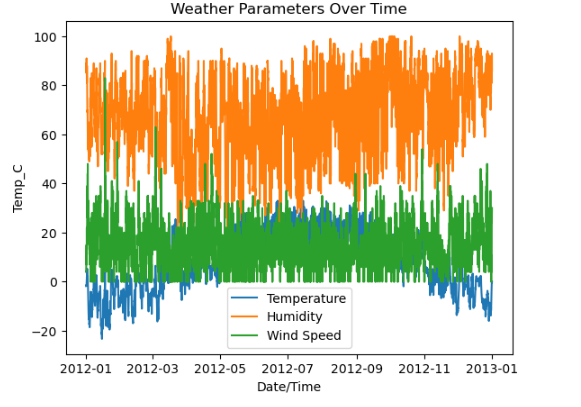 Weather Parameters Over Time
Temp_C
100
80
60
40
20
0
−20
Temperature
Humidity
Wind Speed
2012-01 2012-03 2012-05 2012-07 2012-09 2012-11 2013-01
Date/Time